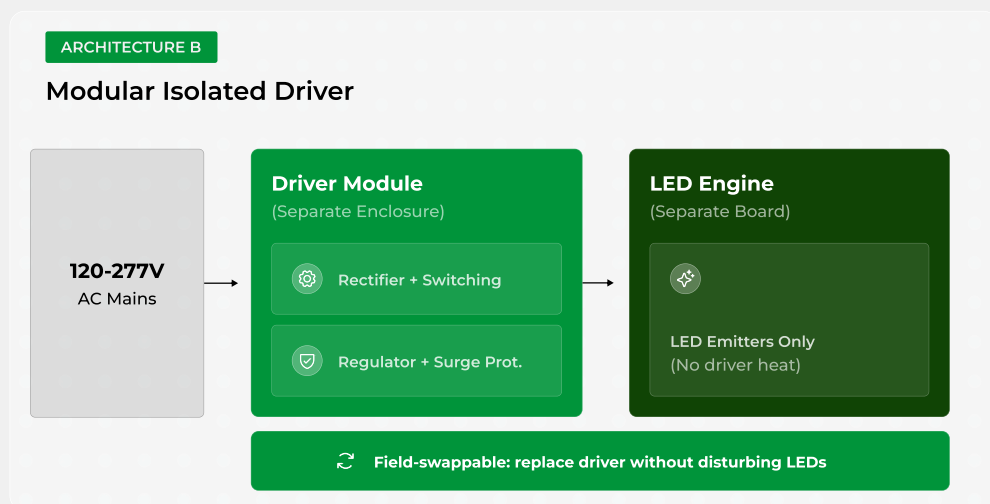 ARCHITECTURE B
Modular Isolated Driver
120-277V
AC Mains
Driver Module
(Separate Enclosure)
Rectifier + Switching
Regulator + Surge Prot.
LED Engine
(Separate Board)
LED Emitters Only
(No driver heat)
Field-swappable: replace driver without disturbing LEDs